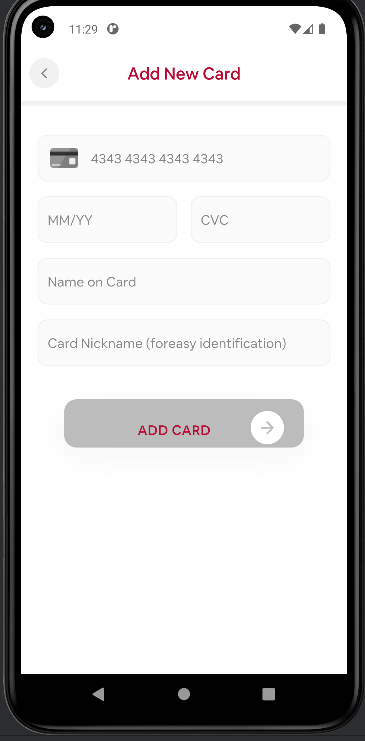 11:29
Add New Card
4343 4343 4343 4343
MM/YY
CVC
Name on Card
Card Nickname (foreasy identification)
ADD CARD